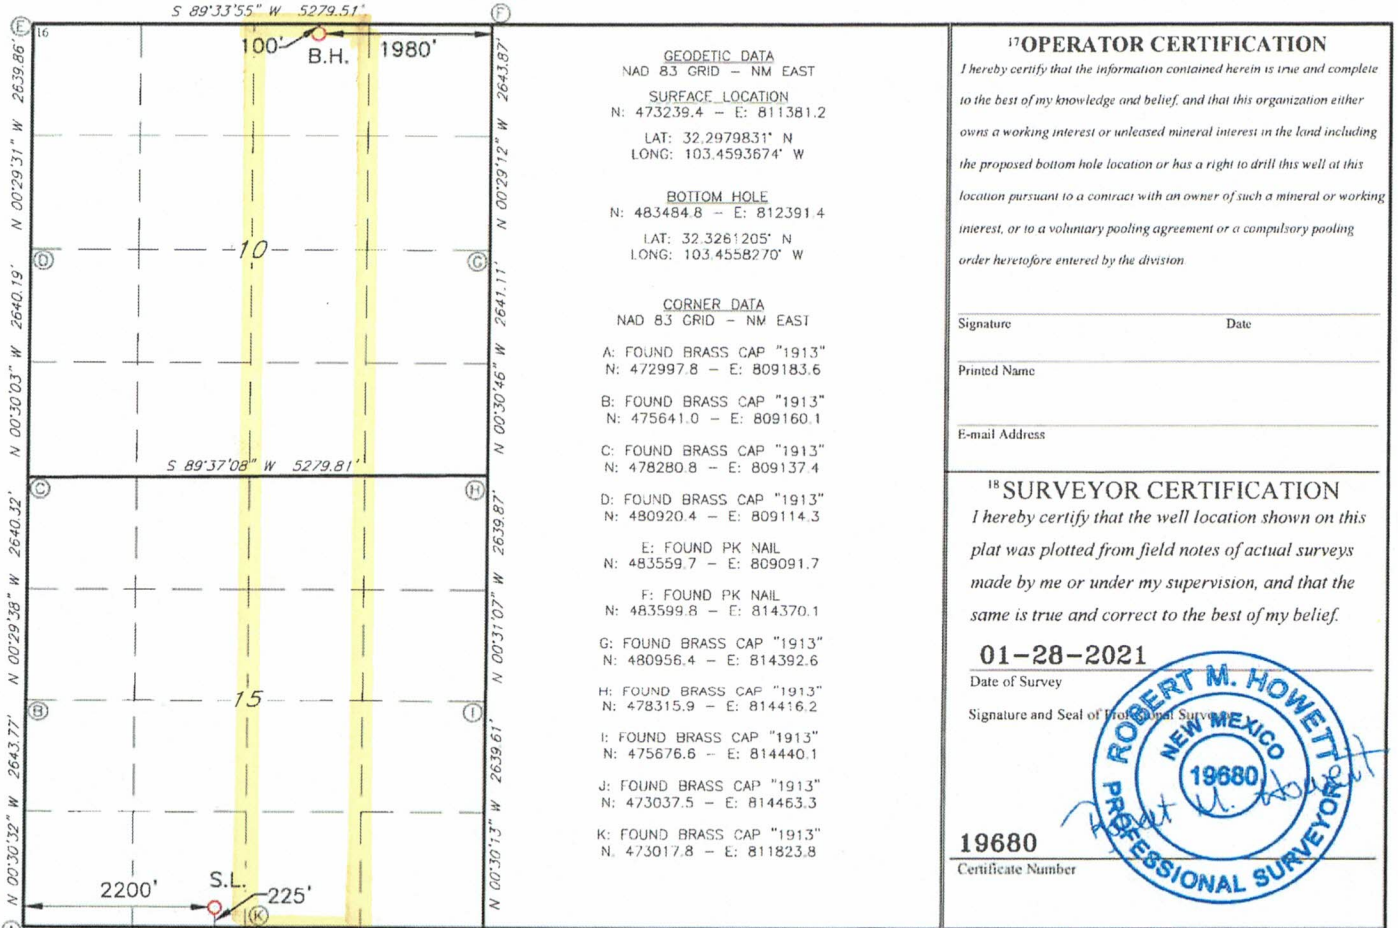 S 89°33'55" W 5279.51'
E
F
16
100'
B.H.
1980'
N 00°29'31" W 2639.86'
N 00°29'12" W 2643.87'
10
D
G
N 00°30'03" W 2640.19'
N 00°30'46" W 2641.11'
S 89°37'08" W 5279.81'
C
H
N 00°29'38" W 2640.32'
N 00°31'07" W 2639.87'
15
B
I
N 00°30'32" W 2643.77'
N 00°30'13" W 2639.61'
2200'
S.L.
225'
K
GEODETIC DATA
NAD 83 GRID - NM EAST
SURFACE LOCATION
N: 473239.4 - E: 811381.2
LAT: 32.2979831° N
LONG: 103.4593674° W
BOTTOM HOLE
N: 483484.8 - E: 812391.4
LAT: 32.3261205° N
LONG: 103.4558270° W
CORNER DATA
NAD 83 GRID - NM EAST
A: FOUND BRASS CAP "1913"
N: 472997.8 - E: 809183.6
B: FOUND BRASS CAP "1913"
N: 475641.0 - E: 809160.1
C: FOUND BRASS CAP "1913"
N: 478280.8 - E: 809137.4
D: FOUND BRASS CAP "1913"
N: 480920.4 - E: 809114.3
E: FOUND PK NAIL
N: 483559.7 - E: 809091.7
F: FOUND PK NAIL
N: 483599.8 - E: 814370.1
G: FOUND BRASS CAP "1913"
N: 480956.4 - E: 814392.6
H: FOUND BRASS CAP "1913"
N: 478315.9 - E: 814416.2
I: FOUND BRASS CAP "1913"
N: 475676.6 - E: 814440.1
J: FOUND BRASS CAP "1913"
N: 473037.5 - E: 814463.3
K: FOUND BRASS CAP "1913"
N. 473017.8 - E: 811823.8
17 OPERATOR CERTIFICATION
I hereby certify that the information contained herein is true and complete
to the best of my knowledge and belief, and that this organization either
owns a working interest or unleased mineral interest in the land including
the proposed bottom hole location or has a right to drill this well at this
location pursuant to a contract with an owner of such a mineral or working
interest, or to a voluntary pooling agreement or a compulsory pooling
order heretofore entered by the division
Signature Date
Printed Name
E-mail Address
18 SURVEYOR CERTIFICATION
I hereby certify that the well location shown on this
plat was plotted from field notes of actual surveys
made by me or under my supervision, and that the
same is true and correct to the best of my belief.
01-28-2021
Date of Survey
Signature and Seal of Professional Surveyor
ROBERT M. HOWETT
NEW MEXICO
19680
PROFESSIONAL SURVEYOR
Robert M. Howett
19680
Certificate Number